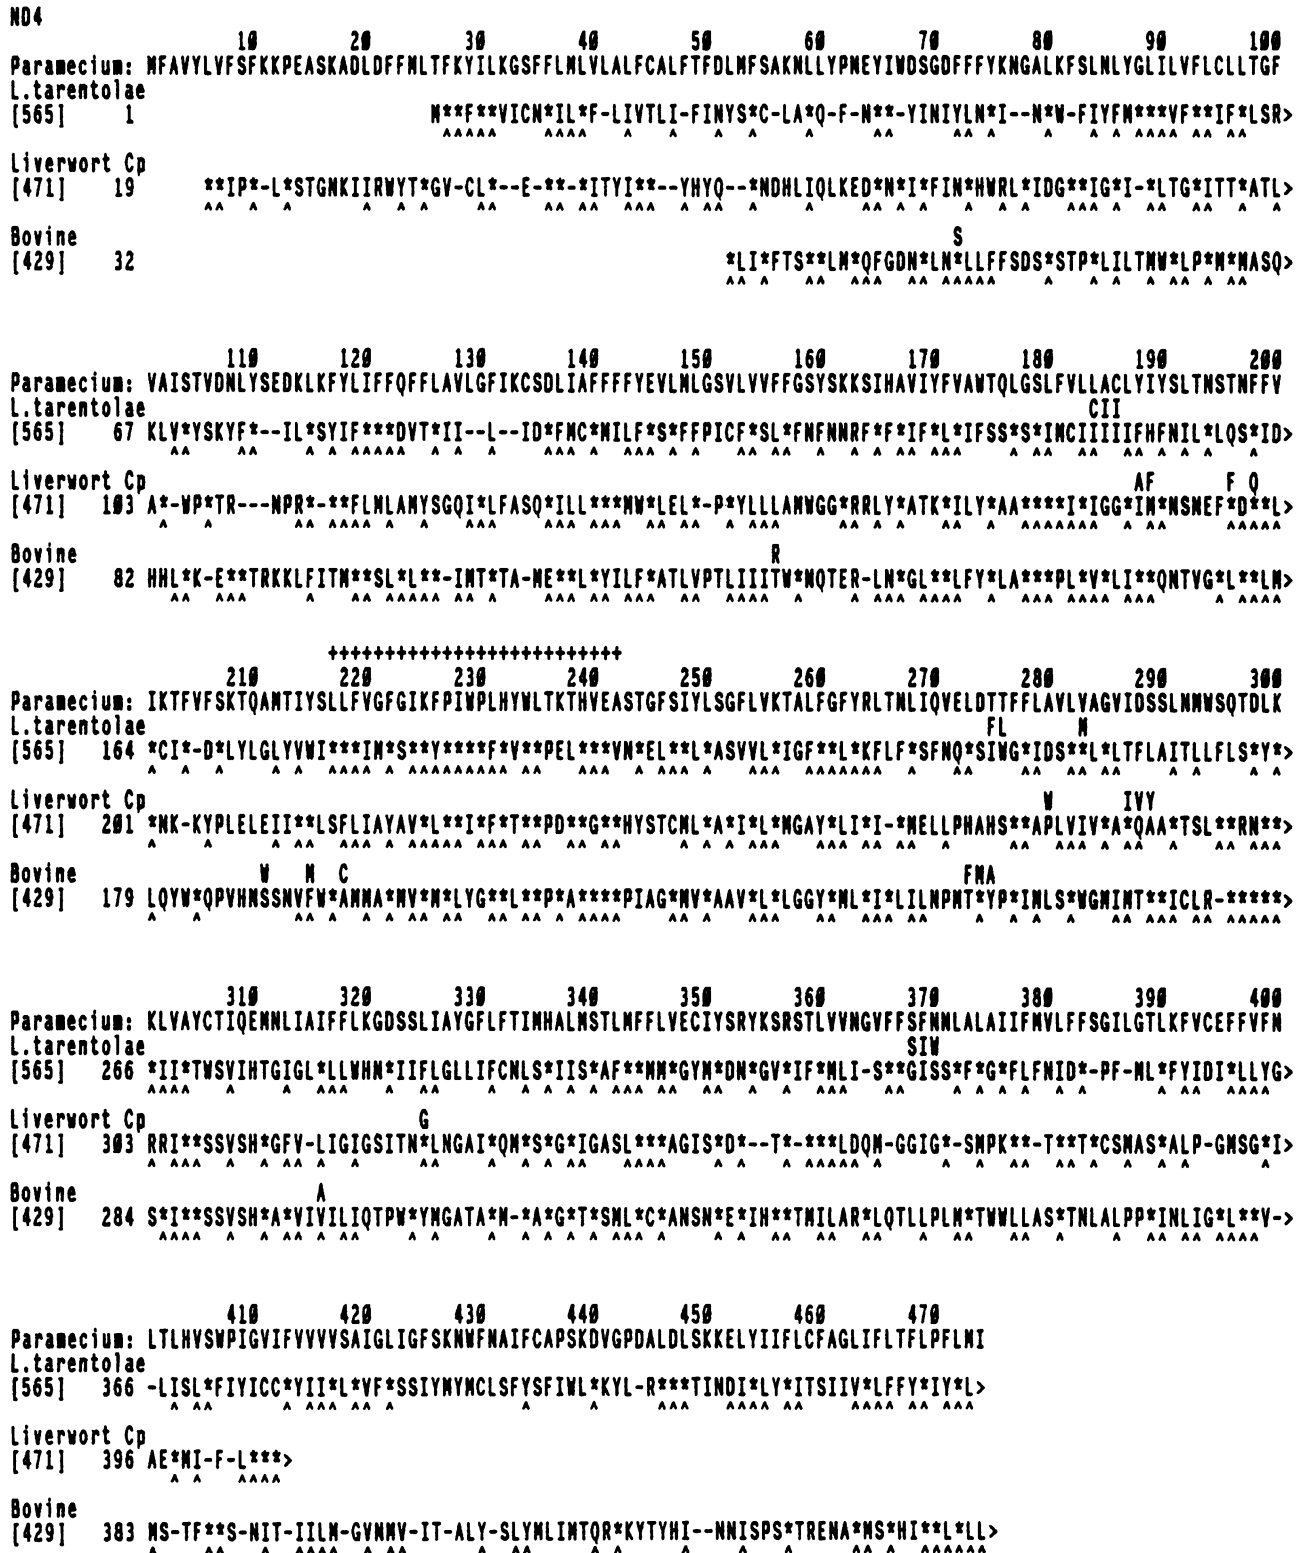 ND4
10 20 30 40 50 60 70 80 90 100
Paramecium: MFAVYLVFSFKKPEASKADLDFFMLTFKYILKGSFFLMLVLALFCALFTFDLMFSAKNLLYPNEYIWDSGDFFFYKNGALKFSLNLYGLILVFLCLLTGF
L.tarentolae
[565] 1 M**F**VICN*IL*F-LIVTLI-FINYS*C-LA*Q-F-N**-YINIYLN*I--N*W-FIYFM***VF**IF*LSR>
Liverwort Cp
[471] 19 **IP*-L*STGNKIIRWYT*GV-CL*--E-**-*ITYI**--YHYQ--*NDHLIQLKED*N*I*FIN*HWRL*IDG**IG*I-*LTG*ITT*ATL>
Bovine
S
[429] 32 *LI*FTS**LM*QFGDN*LN*LLFFSDS*STP*LILTMW*LP*M*MASQ>
110 120 130 140 150 160 170 180 190 200
Paramecium: VAISTVDNLYSEDKLKFYLIFFQFFLAVLGFIKCSDLIAFFFFYEVLMLGSVLVVFFGSYSKKSIHAVIYFVAWTQLGSLFVLLACLYIYSLTNSTNFFV
L.tarentolae
CII
[565] 67 KLV*YSKYF*--IL*SYIF****DVT*II--L--ID*FMC*MILF*S*FFPICF*SL*FNFNNRF*F*IF*L*IFSS*S*IMCIIIIIFHFNIL*LQS*ID>
Liverwort Cp
AF F Q
[471] 103 A*-WP*TR---NPR*-**FLMLAMYSGQI*LFASQ*ILL***MW*LEL*-P*YLLLAMWGG*RRLY*ATK*ILY*AA****I*IGG*IM*NSNEF*D**L>
Bovine
R
[429] 82 HHL*K-E**TRKKLFITM**SL*L**-IMT*TA-ME**L*YILF*ATLVPTLIIITW*NQTER-LN*GL**LFY*LA***PL*V*LI**QNTVG*L**LM>
+++++++++++++++++++++++++
210 220 230 240 250 260 270 280 290 300
Paramecium: IKTFVFSKTQAMTIYSLLFVGFGIKFPIWPLHYWLTKTHVEASTGFSIYLSGFLVKTALFGFYRLTNLIQVELDTTFFLAVLVAGVIDSSLNMWSQTDLK
L.tarentolae
FL M
[565] 164 *CI*-D*LYLGLYVWI***IM*S**Y****F*V**PEL***VM*EL**L*ASVVL*IGF**L*KFLF*SFNQ*SIWG*IDS**L*LTFLAITLLFLS*Y*>
Liverwort Cp
W IVY
[471] 201 *NK-KYPLELEII**LSFLIAYAV*L**I*F*T**PD**G**HYSTCML*A*I*L*MGAY*LI*I-*MELLPHAHS**APLVIV*A*QAA*TSL**RN**>
Bovine
W M C
FMA
[429] 179 LQYW*QPVHMSSNVFW*AMMA*MV*M*LYG**L**P*A****PIAG*MV*AAV*L*LGGY*ML*I*LILNPMT*YP*IMLS*WGMIMT**ICLR-*****>
310 320 330 340 350 360 370 380 390 400
Paramecium: KLVAYCTIQEMNLIAIFFLKGDSSLIAYGFLFTIMHALMSTLMFFLVECIYSRYKSRSTLVVNGVFFSFNNLALAIIFMVLFFSGILGTLKFVCEFFVFN
L.tarentolae
SIW
[565] 266 *II*TWSVIHTGIGL*LLWHN*IIFLGLLIFCNLS*IIS*AF**MM*GYM*DN*GV*IF*MLI-S**GISS*F*G*FLFNID*-PF-ML*FYIDI*LLYG>
Liverwort Cp
G
[471] 303 RRI**SSVSH*GFV-LIGIGSITN*LNGAI*QM*S*G*IGASL***AGIS*D*--T*-***LDQM-GGIG*-SMPK**-T**T*CSMAS*ALP-GMSG*I>
Bovine
A
[429] 284 S*I**SSVSH*A*VIVILIQTPW*YMGATA*M-*A*G*T*SML*C*ANSN*E*IH**TMILAR*LQTLLPLM*TWWLLAS*TNLALPP*INLIG*L**V->
410 420 430 440 450 460 470
Paramecium: LTLHVSWPIGVIFVVVVSAIGLIGFSKNWFNAIFCAPSKDVGPDALDLSKKELYIIFLCFAGLIFLTFLPFLMI
L.tarentolae
[565] 366 -LISL*FIYICC*YII*L*VF*SSIYMYMCLSFYSFIWL*KYL-R***TINDI*LY*ITSIIV*LFFY*IY*L>
Liverwort Cp
[471] 396 AE*MI-F-L***>
Bovine
[429] 383 MS-TF**S-NIT-IILM-GVNMV-IT-ALY-SLYMLIMTQR*KYTYHI--NNISPS*TRENA*MS*HI**L*LL>